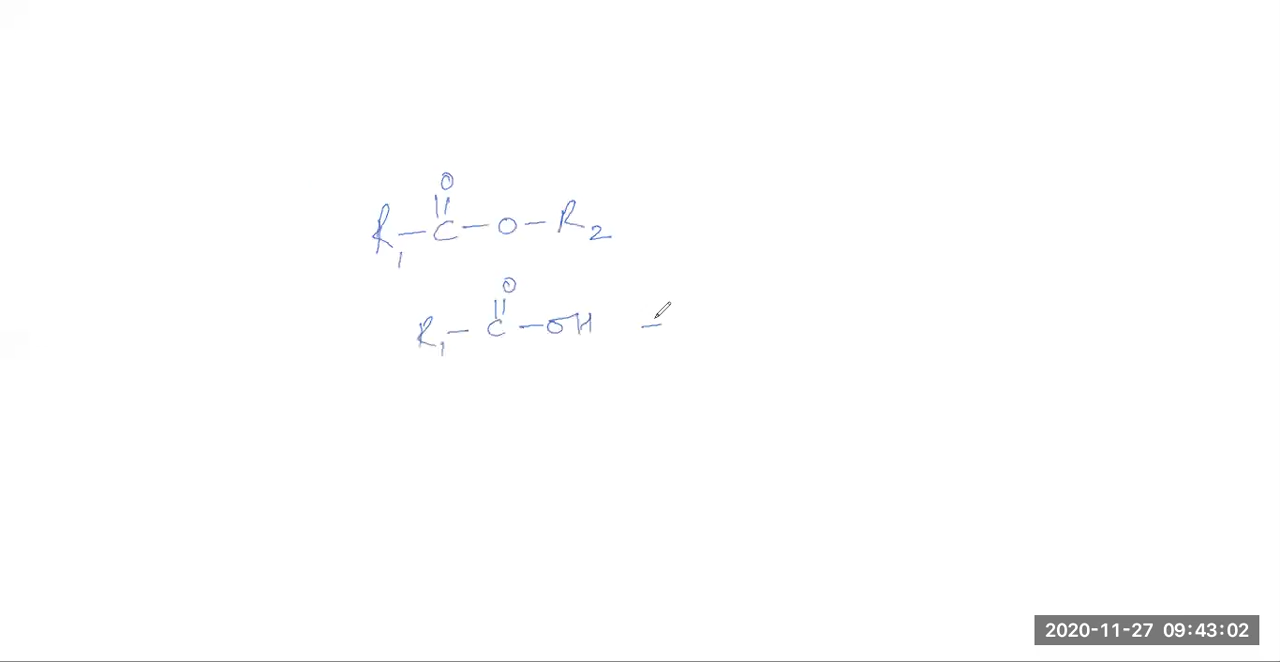 O
||
R₁–C–O–R₂
O
||
R₁–C–OH –
2020-11-27 09:43:02